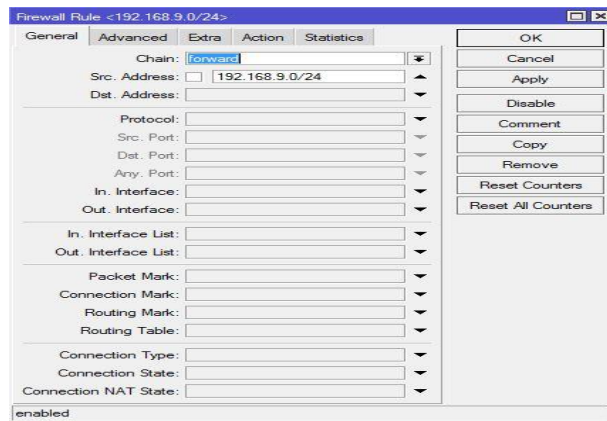 Firewall Rule <192.168.9.0/24>
General Advanced Extra Action Statistics
Chain: forward
Src. Address: 192.168.9.0/24
Dst. Address:
Protocol:
Src. Port:
Dst. Port:
Any. Port:
In. Interface:
Out. Interface:
In. Interface List:
Out. Interface List:
Packet Mark:
Connection Mark:
Routing Mark:
Routing Table:
Connection Type:
Connection State:
Connection NAT State:
OK
Cancel
Apply
Disable
Comment
Copy
Remove
Reset Counters
Reset All Counters
enabled